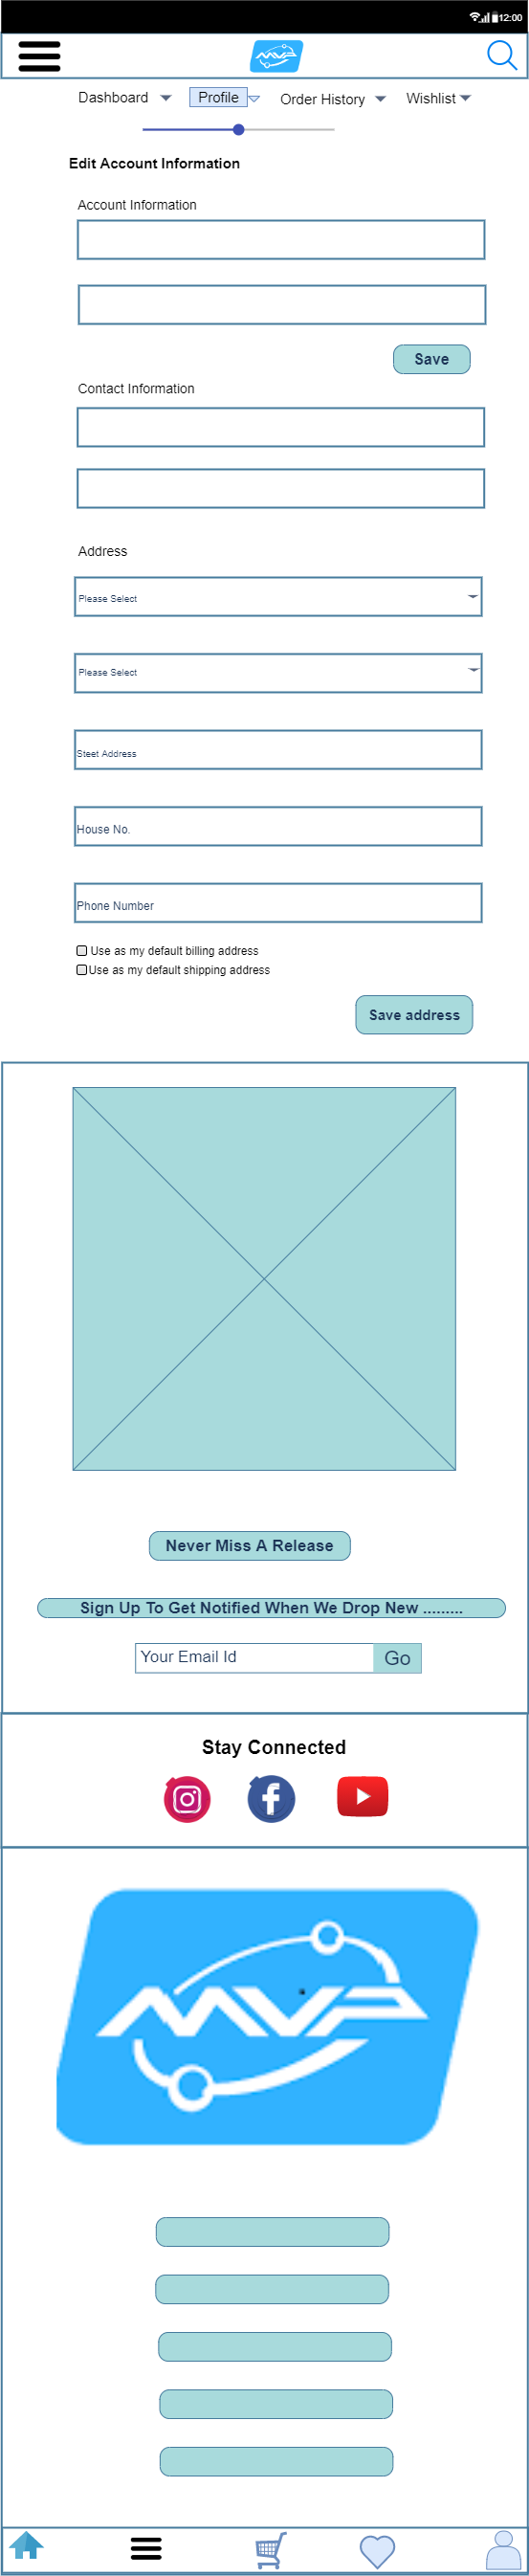 12:00
Dashboard Profile Order History Wishlist
Edit Account Information
Account Information
Save
Contact Information
Address
Please Select
Please Select
Steet Address
House No.
Phone Number
Use as my default billing address
Use as my default shipping address
Save address
Never Miss A Release
Sign Up To Get Notified When We Drop New .........
Your Email Id Go
Stay Connected
MVP